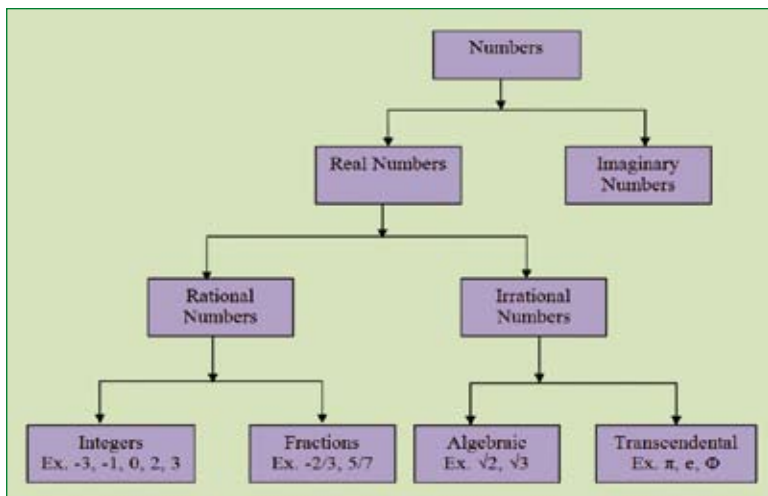 Numbers
Real Numbers
Imaginary
Numbers
Rational
Numbers
Irrational
Numbers
Integers
Ex. -3, -1, 0, 2, 3
Fractions
Ex. -2/3, 5/7
Algebraic
Ex. √2, √3
Transcendental
Ex. π, e, Φ